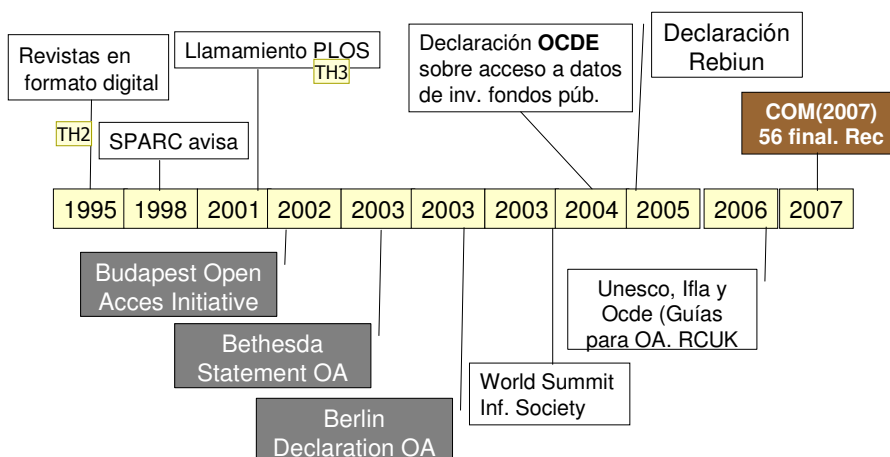 Revistas en
formato digital
TH2
SPARC avisa
Llamamiento PLOS
TH3
Declaración OCDE
sobre acceso a datos
de inv. fondos púb.
Declaración
Rebiun
COM(2007)
56 final. Rec
1995 1998 2001 2002 2003 2003 2003 2004 2005 2006 2007
Budapest Open
Acces Initiative
Bethesda
Statement OA
Berlin
Declaration OA
World Summit
Inf. Society
Unesco, Ifla y
Ocde (Guías
para OA. RCUK